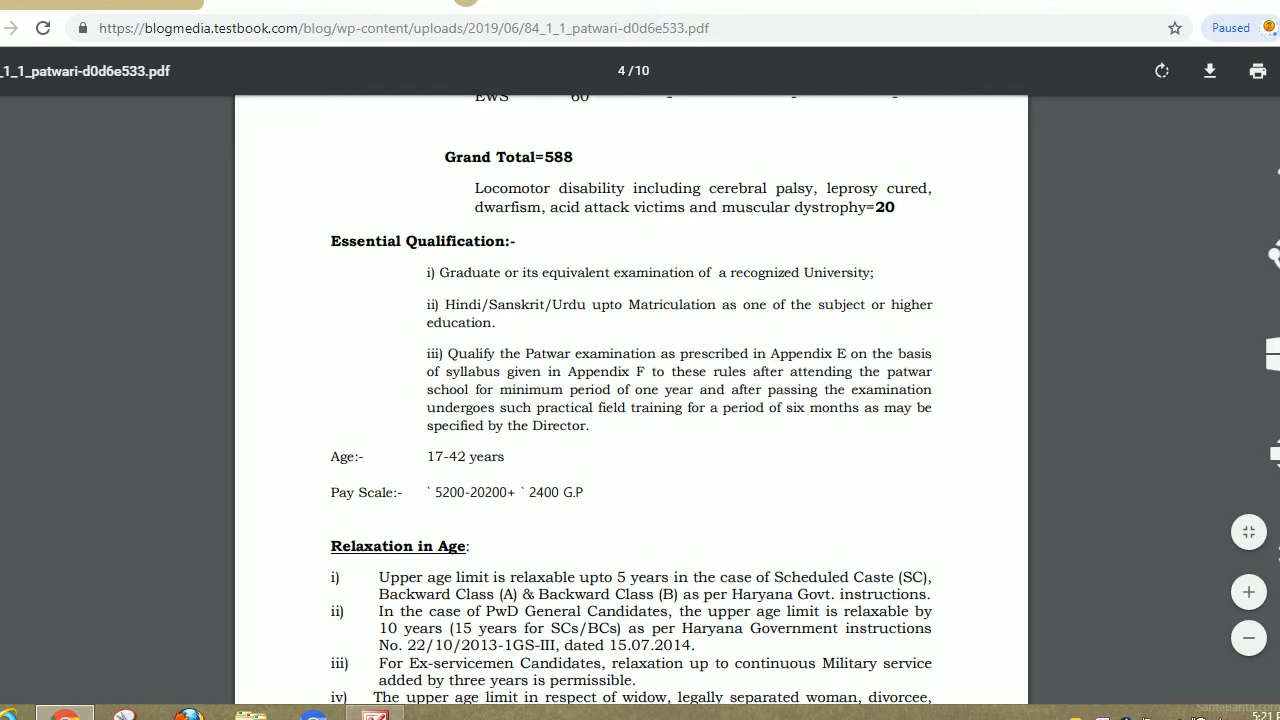 https://blogmedia.testbook.com/blog/wp-content/uploads/2019/06/84_1_1_patwari-d0d6e533.pdf
Paused
_1_1_patwari-d0d6e533.pdf
4 / 10
EWS 60 - - -
Grand Total=588
Locomotor disability including cerebral palsy, leprosy cured,
dwarfism, acid attack victims and muscular dystrophy=20
Essential Qualification:-
i) Graduate or its equivalent examination of a recognized University;
ii) Hindi/Sanskrit/Urdu upto Matriculation as one of the subject or higher
education.
iii) Qualify the Patwar examination as prescribed in Appendix E on the basis
of syllabus given in Appendix F to these rules after attending the patwar
school for minimum period of one year and after passing the examination
undergoes such practical field training for a period of six months as may be
specified by the Director.
Age:- 17-42 years
Pay Scale:- ` 5200-20200+ ` 2400 G.P
Relaxation in Age:
i) Upper age limit is relaxable upto 5 years in the case of Scheduled Caste (SC),
Backward Class (A) & Backward Class (B) as per Haryana Govt. instructions.
ii) In the case of PwD General Candidates, the upper age limit is relaxable by
10 years (15 years for SCs/BCs) as per Haryana Government instructions
No. 22/10/2013-1GS-III, dated 15.07.2014.
iii) For Ex-servicemen Candidates, relaxation up to continuous Military service
added by three years is permissible.
iv) The upper age limit in respect of widow, legally separated woman, divorcee,
SantaBanta.com
5:21